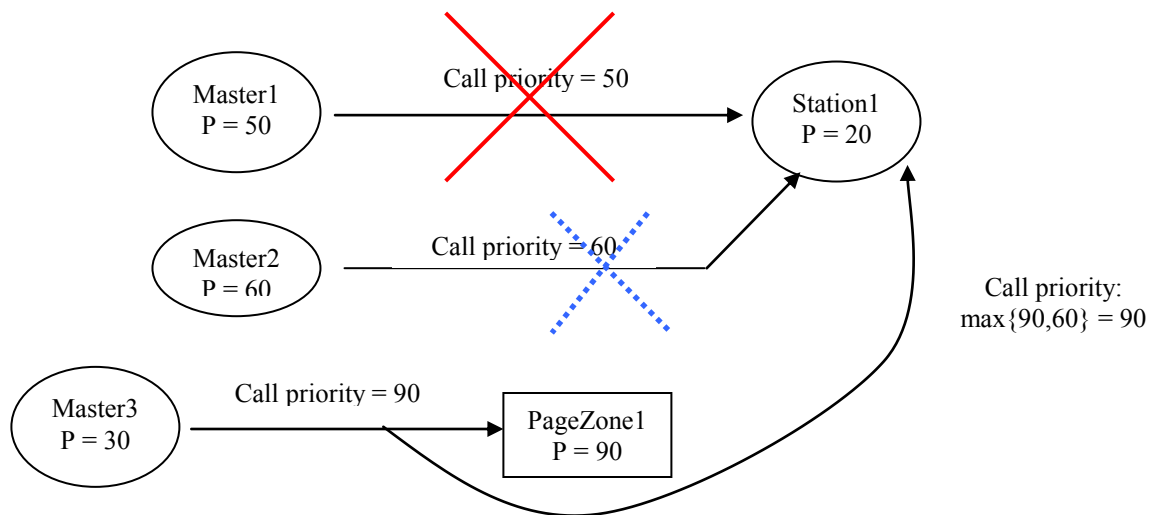 Call priority = 50
Master1
P = 50
Station1
P = 20
Call priority = 60
Master2
P = 60
Call priority:
max{90,60} = 90
Call priority = 90
Master3
P = 30
PageZone1
P = 90